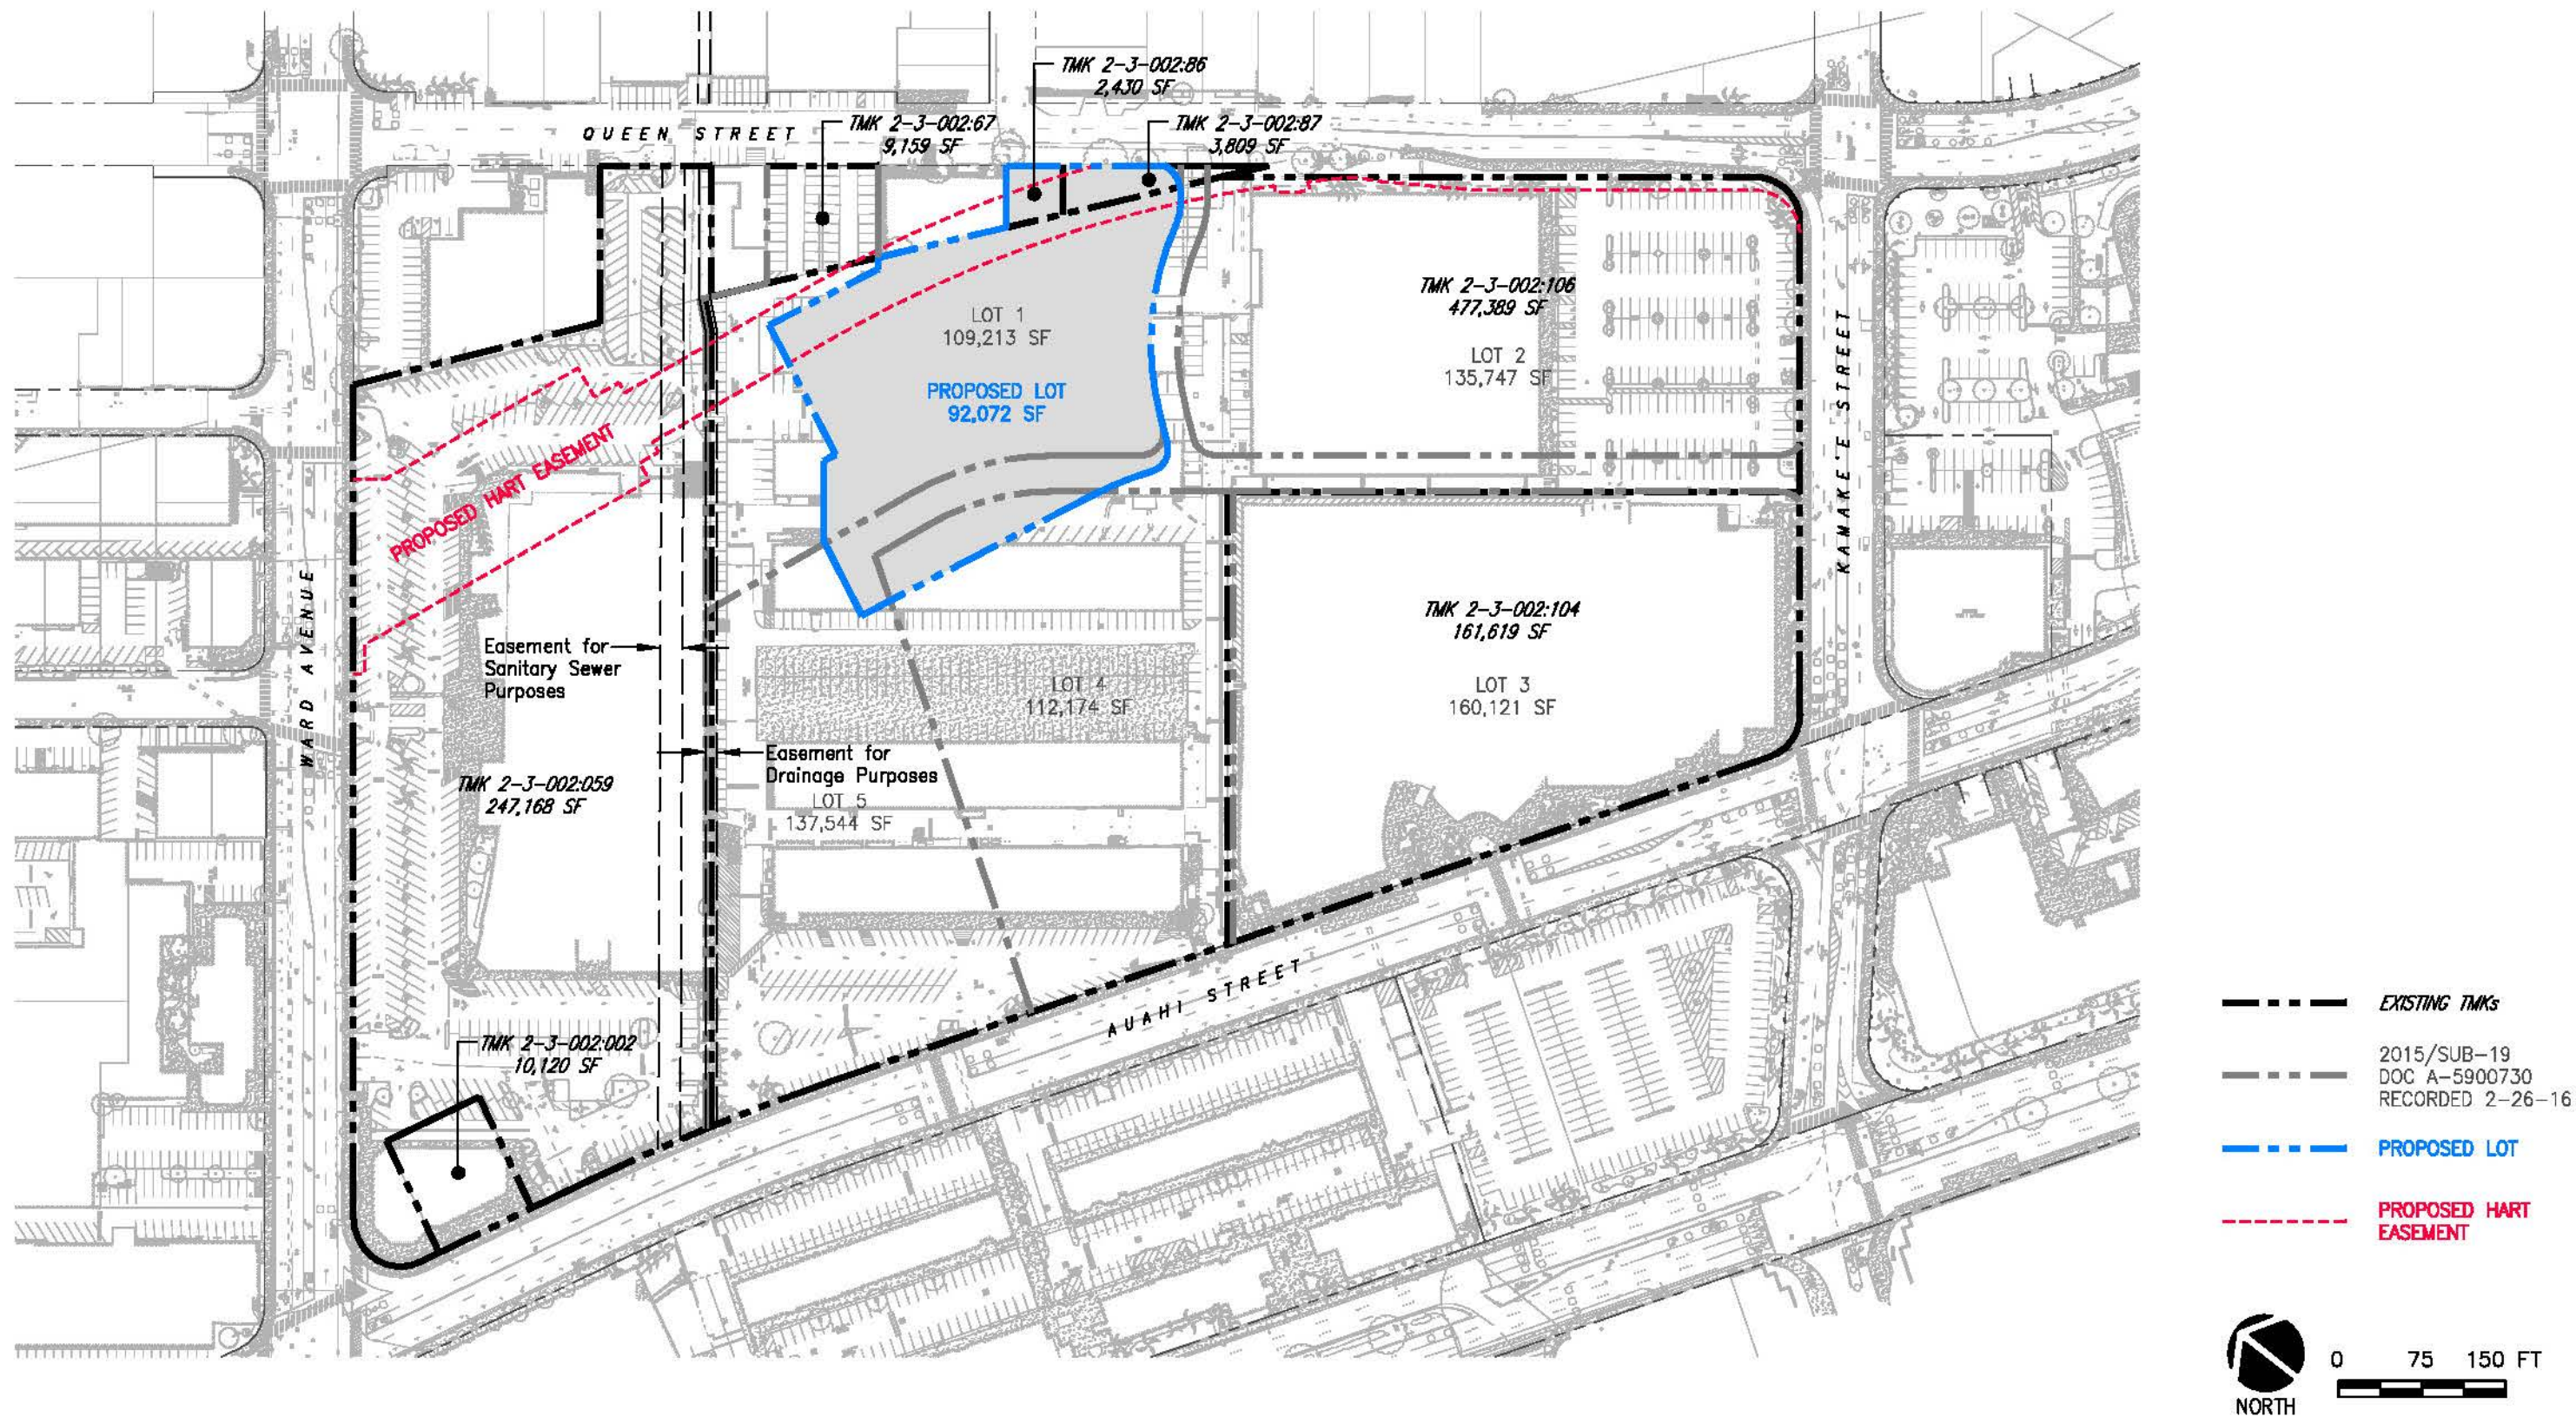 TMK 2-3-002:86
2,430 SF
QUEEN STREET
TMK 2-3-002:67
9,159 SF
TMK 2-3-002:87
3,809 SF
LOT 1
109,213 SF
PROPOSED LOT
92,072 SF
TMK 2-3-002:106
477,389 SF
LOT 2
135,747 SF
KAMAKE'E STREET
PROPOSED HART EASEMENT
WARD AVENUE
Easement for
Sanitary Sewer
Purposes
TMK 2-3-002:104
161,619 SF
LOT 3
160,121 SF
LOT 4
112,174 SF
Easement for
Drainage Purposes
TMK 2-3-002:059
247,168 SF
LOT 5
137,544 SF
AUAHI STREET
TMK 2-3-002:002
10,120 SF
EXISTING TMKs
2015/SUB-19
DOC A-5900730
RECORDED 2-26-16
PROPOSED LOT
PROPOSED HART
EASEMENT
0 75 150 FT
NORTH